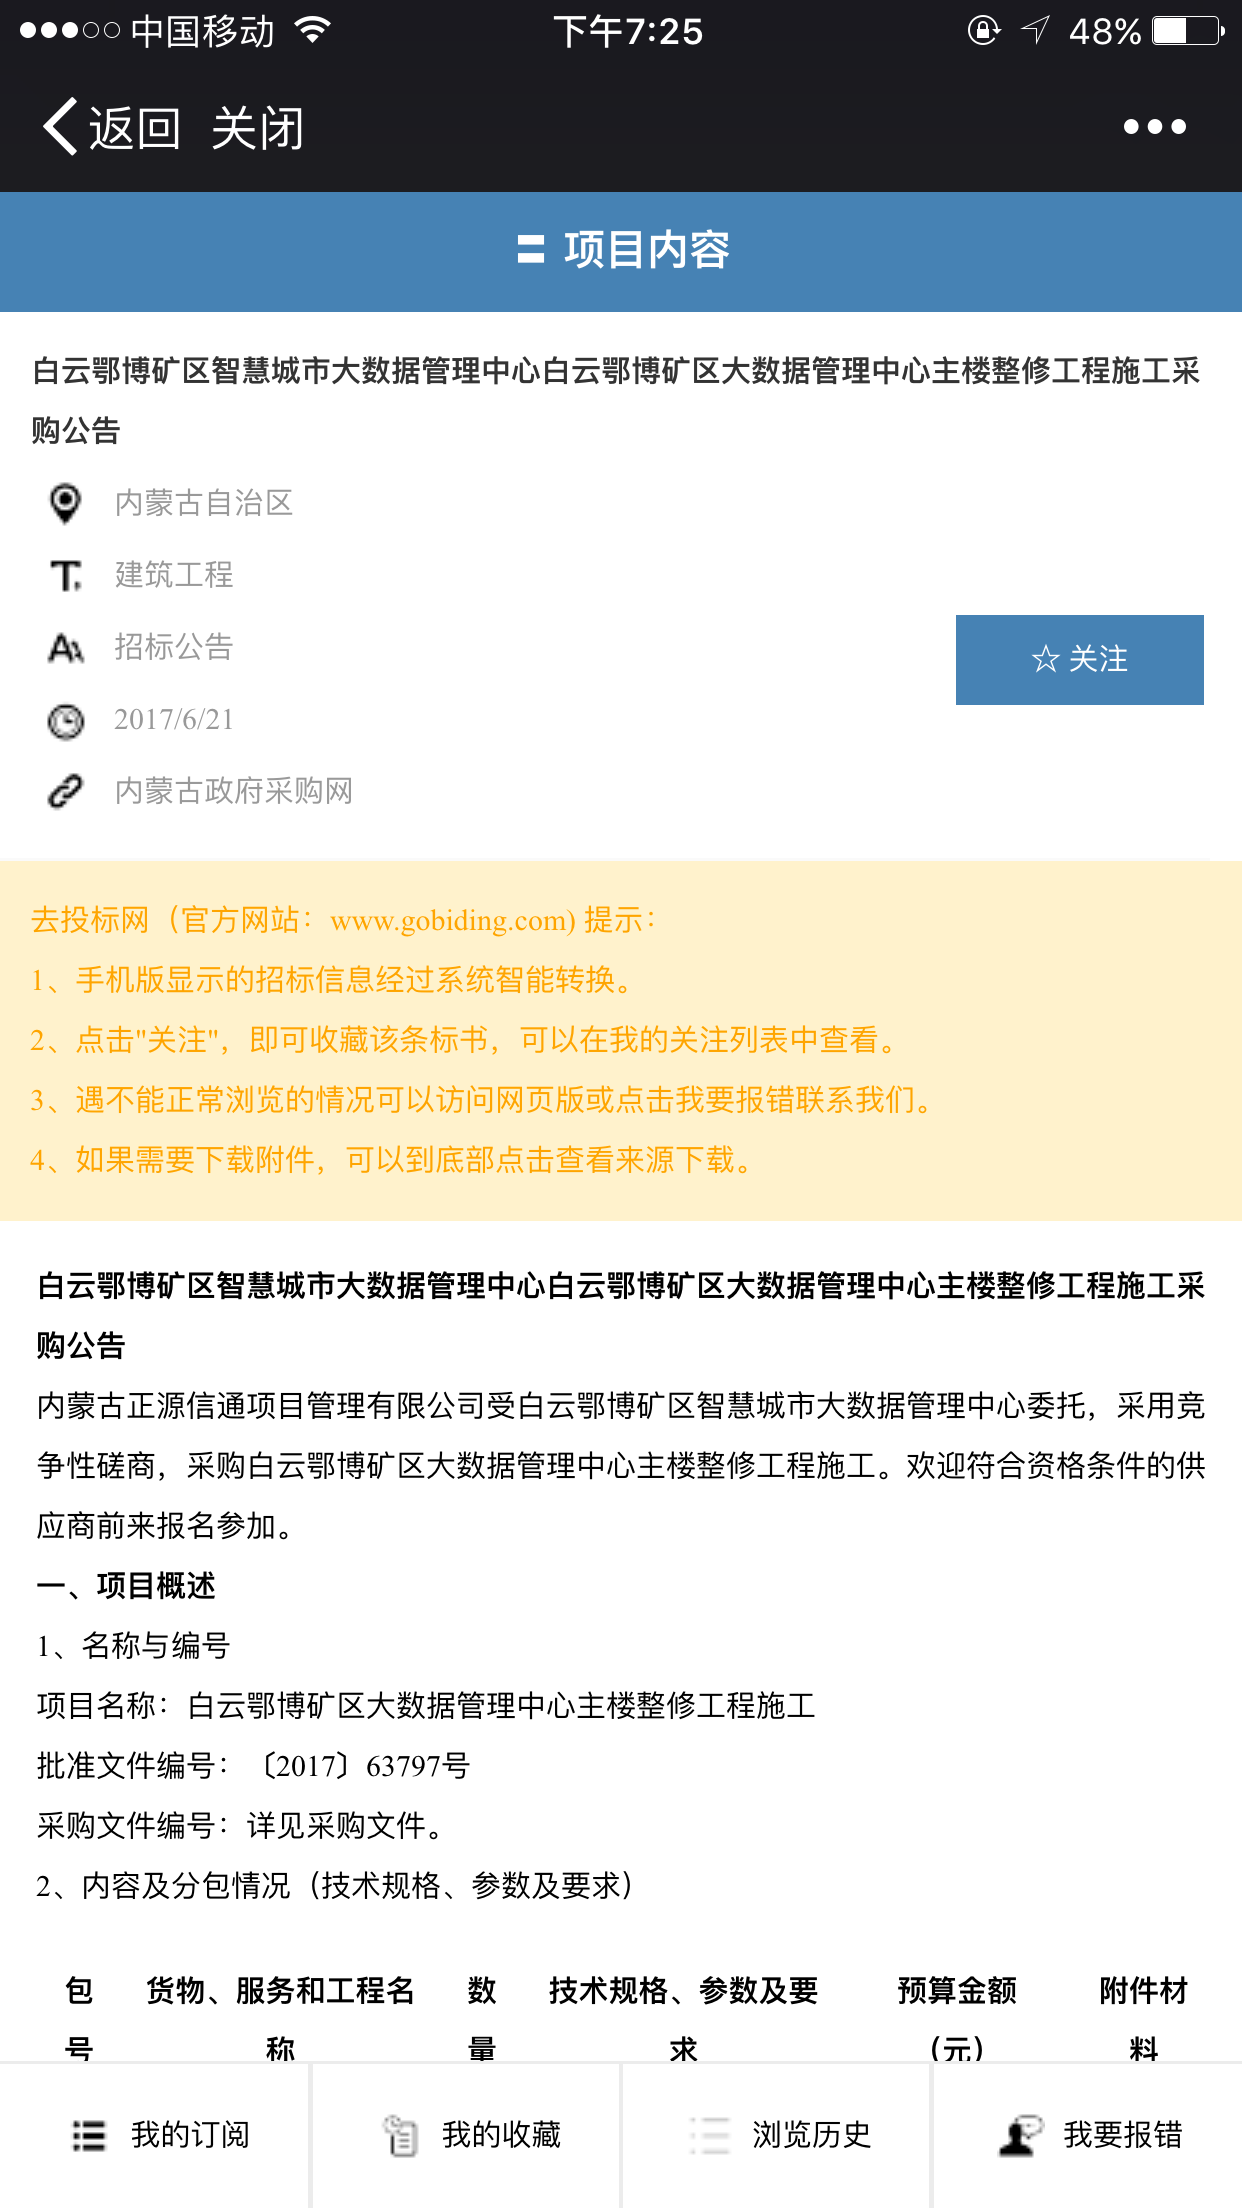 中国移动 下午7:25 48%
返回 关闭
项目内容
白云鄂博矿区智慧城市大数据管理中心白云鄂博矿区大数据管理中心主楼整修工程施工采
购公告
内蒙古自治区
建筑工程
招标公告
☆ 关注
2017/6/21
内蒙古政府采购网
去投标网（官方网站：www.gobiding.com) 提示：
1、手机版显示的招标信息经过系统智能转换。
2、点击"关注"，即可收藏该条标书，可以在我的关注列表中查看。
3、遇不能正常浏览的情况可以访问网页版或点击我要报错联系我们。
4、如果需要下载附件，可以到底部点击查看来源下载。
白云鄂博矿区智慧城市大数据管理中心白云鄂博矿区大数据管理中心主楼整修工程施工采
购公告
内蒙古正源信通项目管理有限公司受白云鄂博矿区智慧城市大数据管理中心委托，采用竞
争性磋商，采购白云鄂博矿区大数据管理中心主楼整修工程施工。欢迎符合资格条件的供
应商前来报名参加。
一、项目概述
1、名称与编号
项目名称：白云鄂博矿区大数据管理中心主楼整修工程施工
批准文件编号：〔2017〕63797号
采购文件编号：详见采购文件。
2、内容及分包情况（技术规格、参数及要求）
包 货物、服务和工程名 数 技术规格、参数及要 预算金额 附件材
号 称 量 求 （元） 料
我的订阅 我的收藏 浏览历史 我要报错